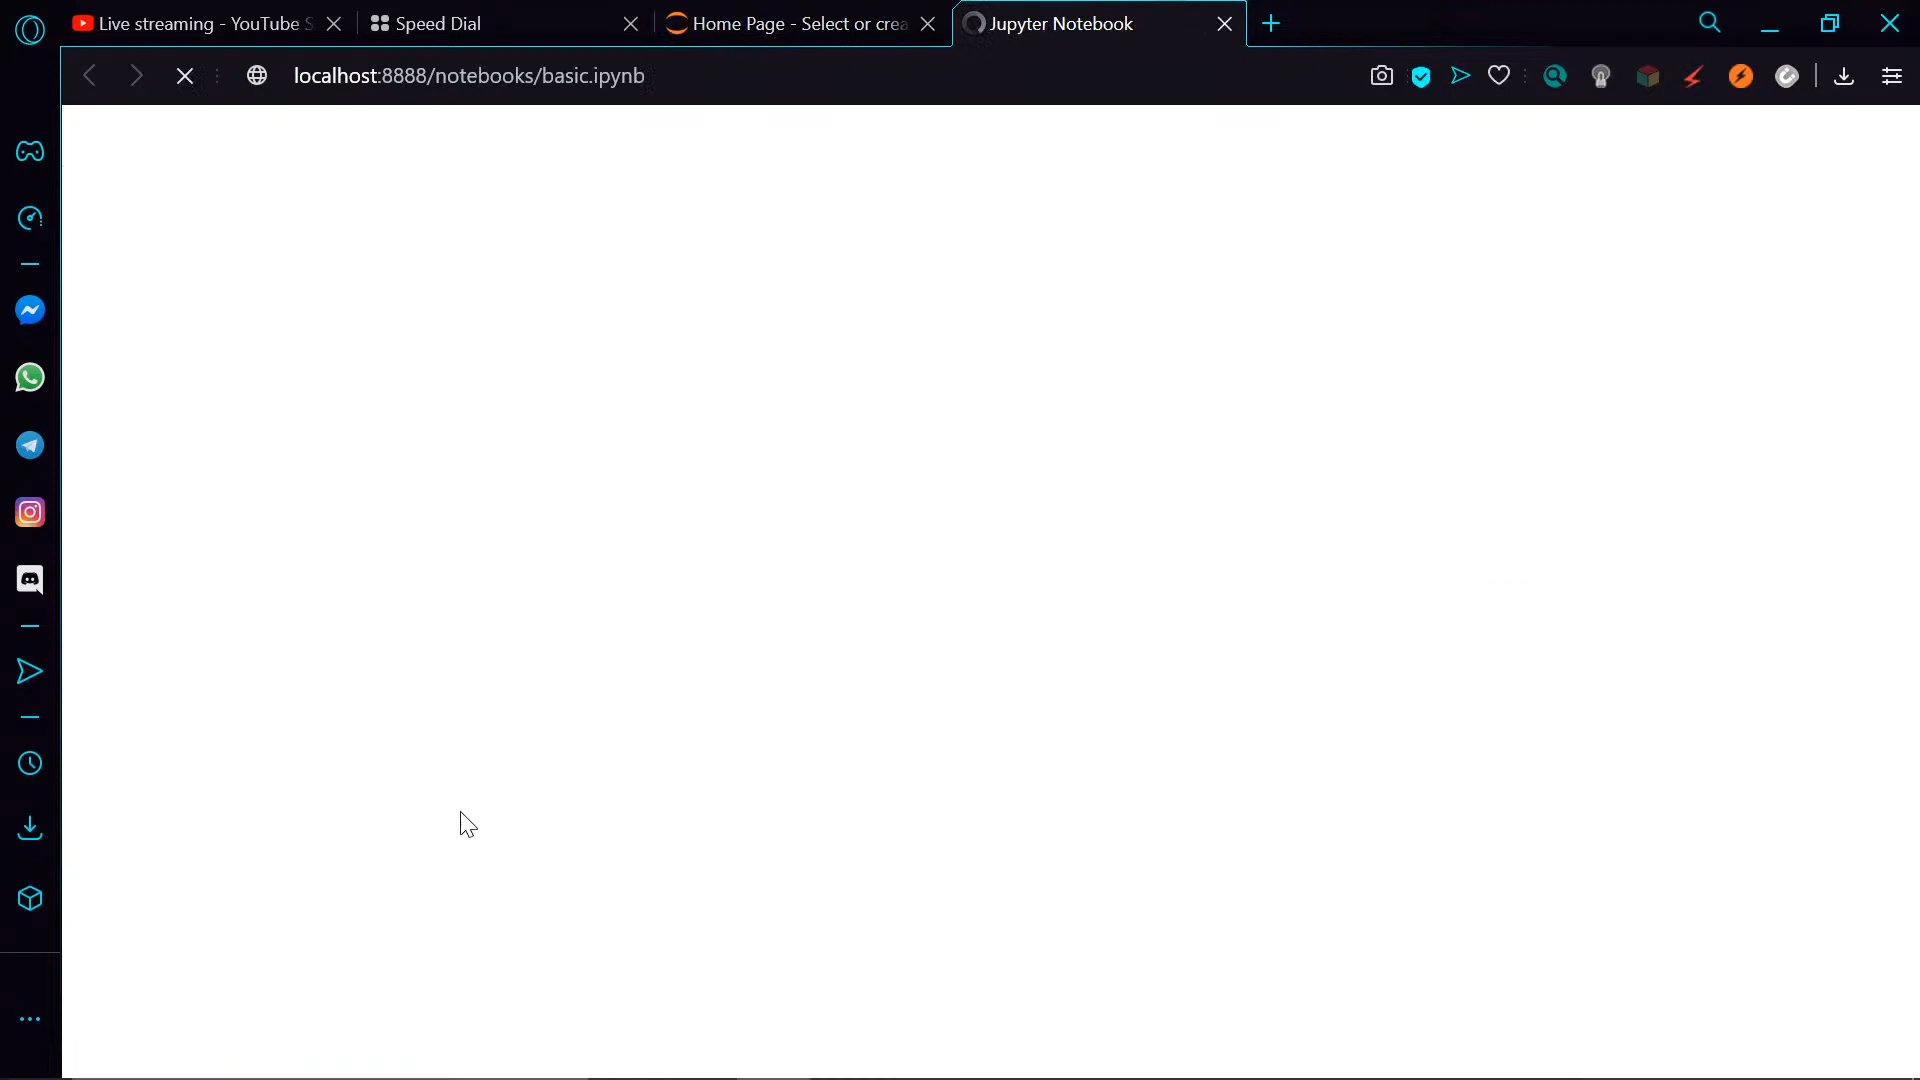 Live streaming - YouTube S
Speed Dial
Home Page - Select or crea
Jupyter Notebook
localhost:8888/notebooks/basic.ipynb